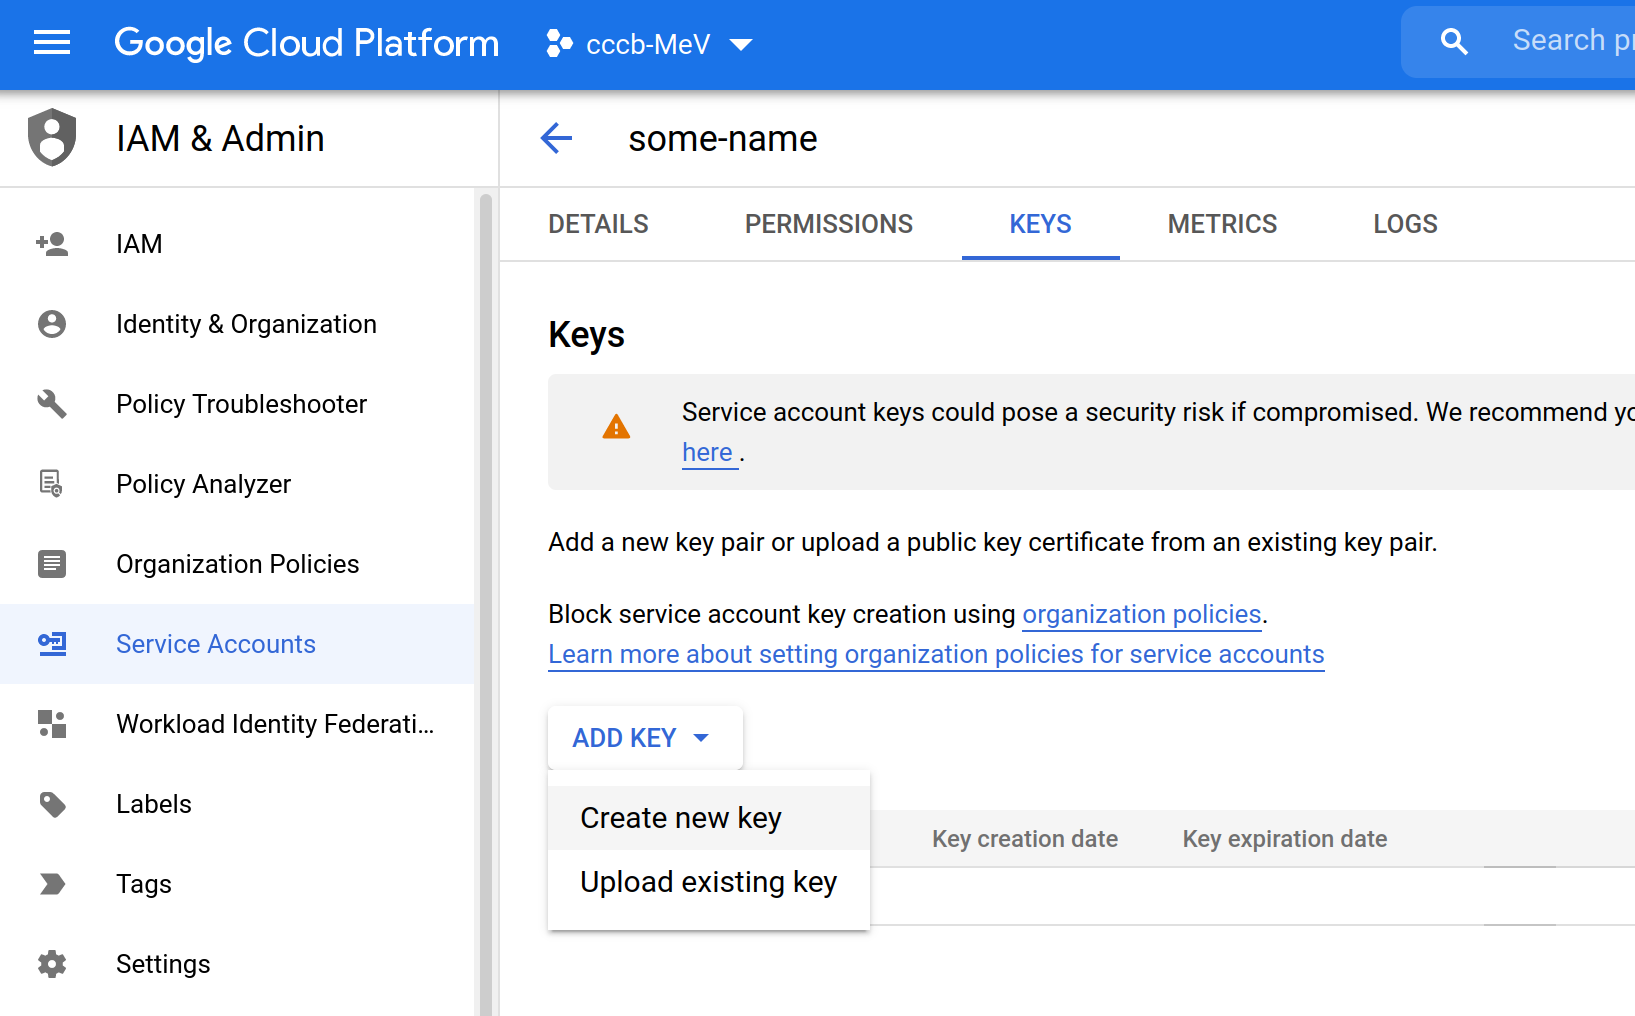 Google Cloud Platform
cccb-MeV
Search pr
IAM & Admin
some-name
IAM
Identity & Organization
Policy Troubleshooter
Policy Analyzer
Organization Policies
Service Accounts
Workload Identity Federati...
Labels
Tags
Settings
DETAILS PERMISSIONS KEYS METRICS LOGS
Keys
Service account keys could pose a security risk if compromised. We recommend yo
here .
Add a new key pair or upload a public key certificate from an existing key pair.
Block service account key creation using organization policies.
Learn more about setting organization policies for service accounts
ADD KEY
Create new key
Upload existing key
Key creation date Key expiration date